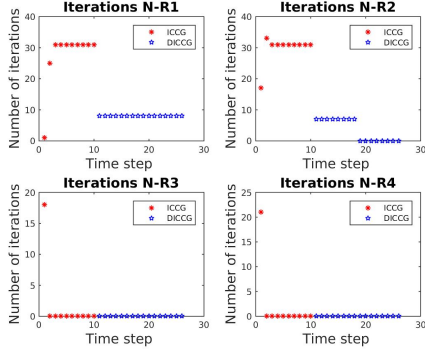 Iterations N-R1
Number of iterations
40
30
20
10
0
0
10
20
30
Time step
ICCG
DICCG
Iterations N-R2
Number of iterations
40
30
20
10
0
0
10
20
30
Time step
ICCG
DICCG
Iterations N-R3
Number of iterations
20
15
10
5
0
0
10
20
30
Time step
ICCG
DICCG
Iterations N-R4
Number of iterations
25
20
15
10
5
0
0
10
20
30
Time step
ICCG
DICCG